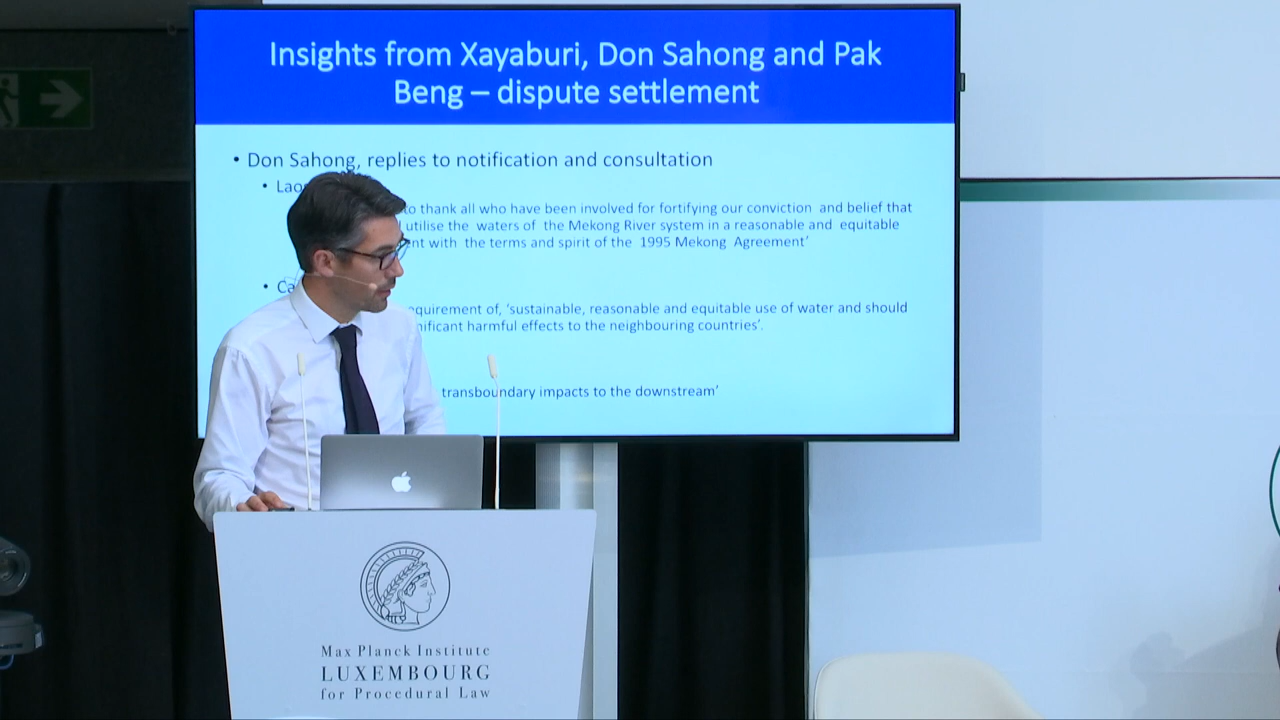 Insights from Xayaburi, Don Sahong and Pak
Beng – dispute settlement
• Don Sahong, replies to notification and consultation
•
to thank all who have been involved for fortifying our conviction and belief that
utilise the waters of the Mekong River system in a reasonable and equitable
with the terms and spirit of the 1995 Mekong Agreement’
•
of, ‘sustainable, reasonable and equitable use of water and should
harmful effects to the neighbouring countries’.
transboundary impacts to the downstream’
Max Planck Institute
LUXEMBOURG
for Procedural Law